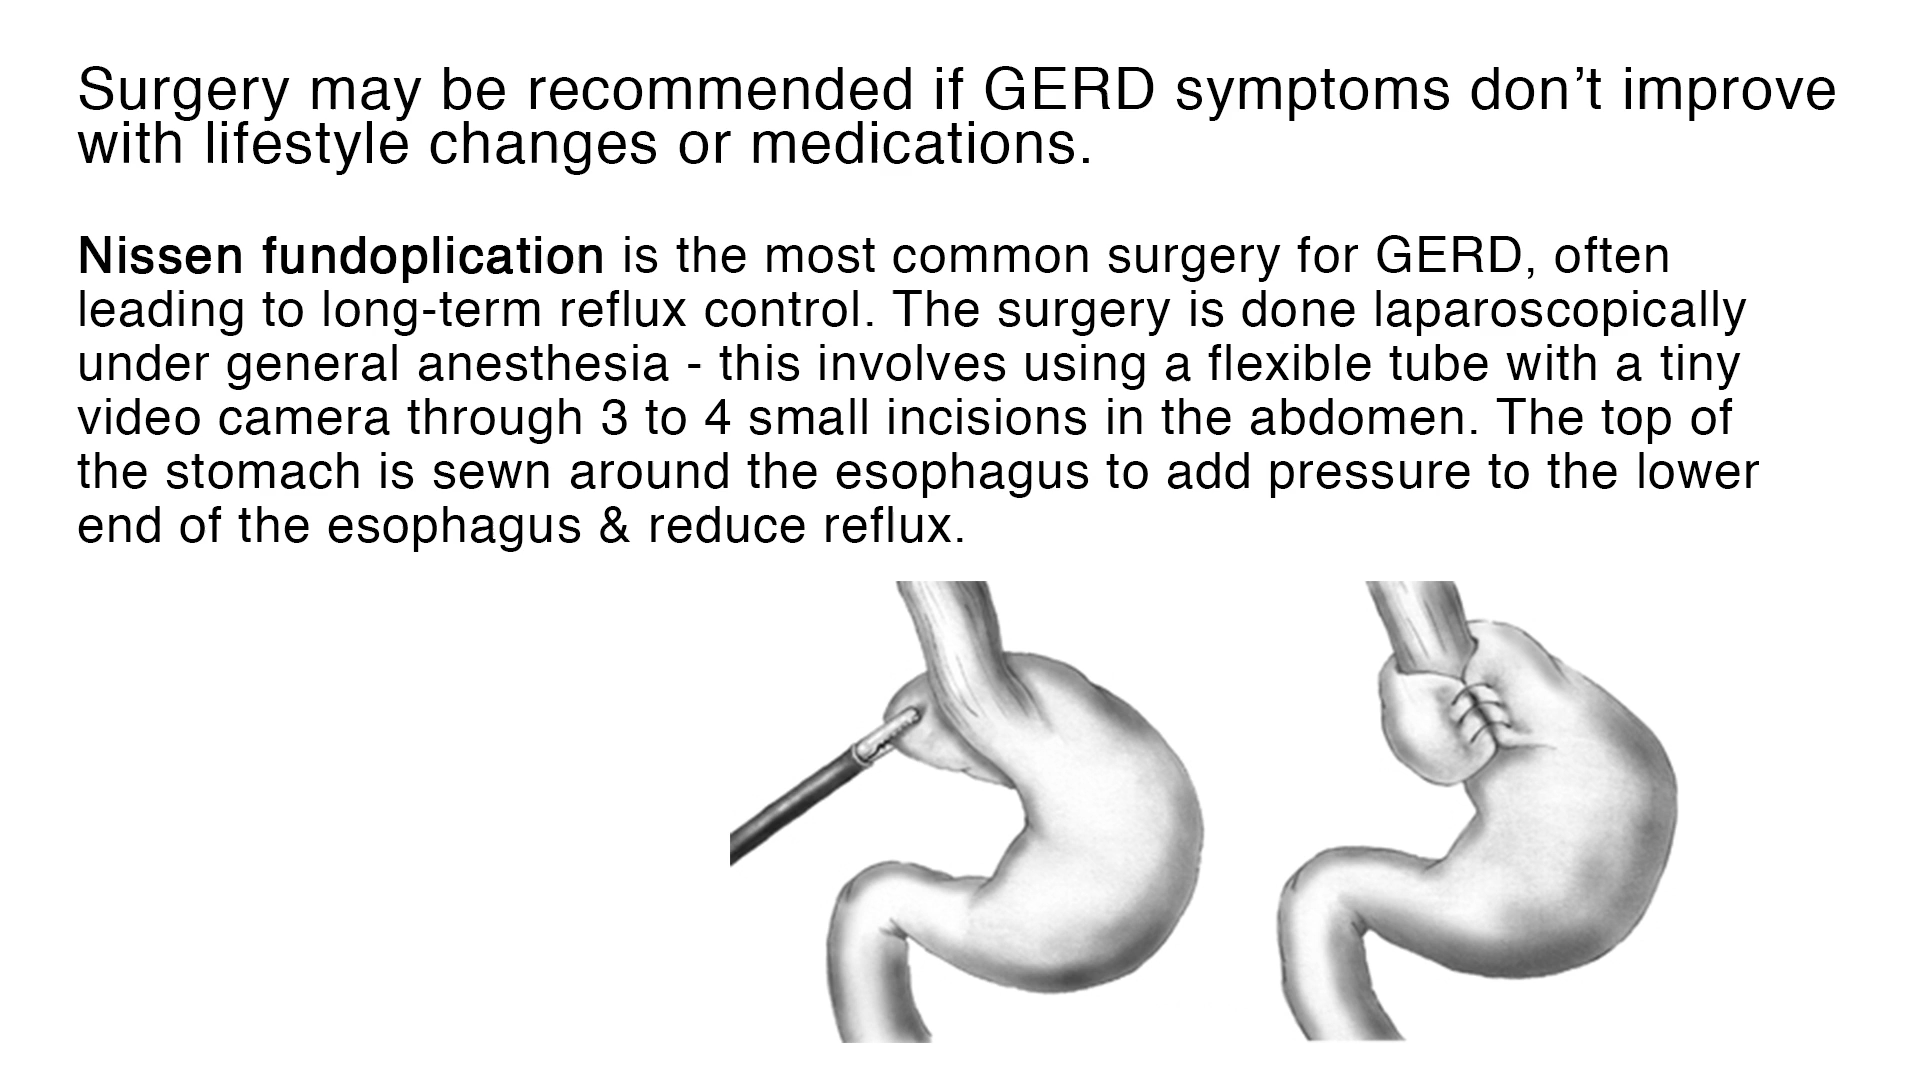 Surgery may be recommended if GERD symptoms don’t improve
with lifestyle changes or medications.
Nissen fundoplication is the most common surgery for GERD, often
leading to long-term reflux control. The surgery is done laparoscopically
under general anesthesia - this involves using a flexible tube with a tiny
video camera through 3 to 4 small incisions in the abdomen. The top of
the stomach is sewn around the esophagus to add pressure to the lower
end of the esophagus & reduce reflux.